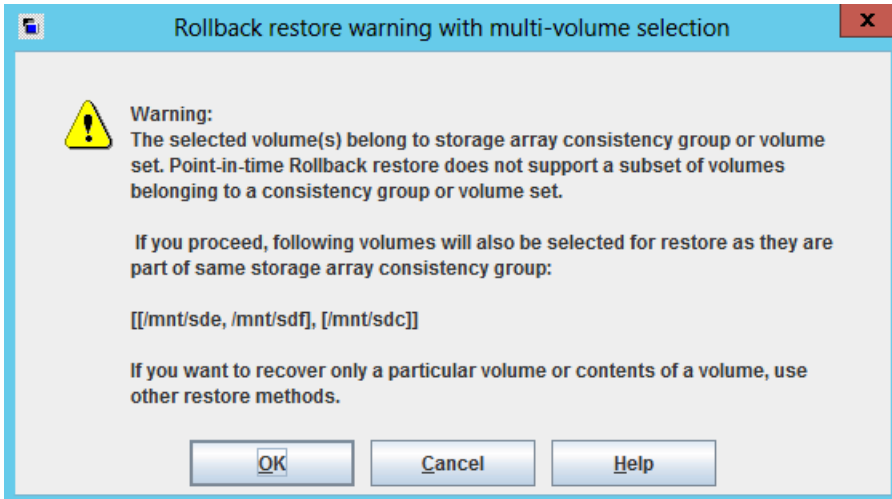 Rollback restore warning with multi-volume selection
x
Warning:
The selected volume(s) belong to storage array consistency group or volume
set. Point-in-time Rollback restore does not support a subset of volumes
belonging to a consistency group or volume set.
If you proceed, following volumes will also be selected for restore as they are
part of same storage array consistency group:
[[/mnt/sde, /mnt/sdf], [/mnt/sdc]]
If you want to recover only a particular volume or contents of a volume, use
other restore methods.
OK Cancel Help